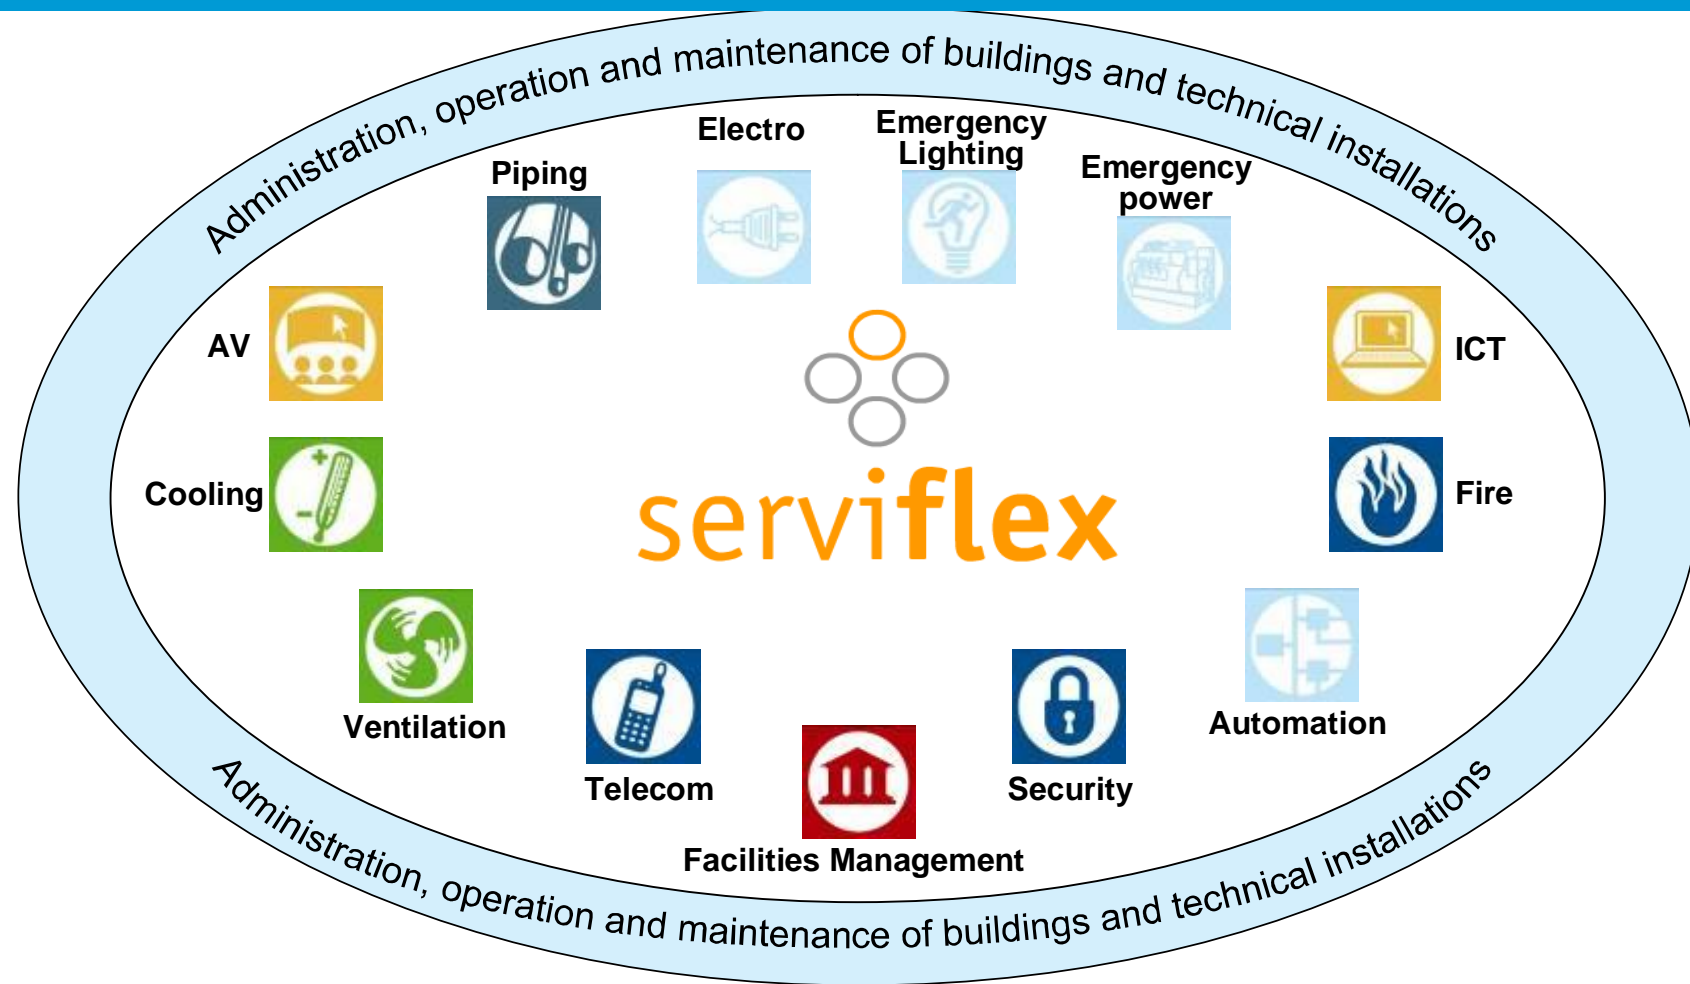 Administration, operation and maintenance of buildings and technical installations
Electro
Emergency
Lighting
Piping
Emergency
power
AV
ICT
Cooling
Fire
serviflex
Ventilation
Automation
Telecom
Security
Facilities Management
Administration, operation and maintenance of buildings and technical installations